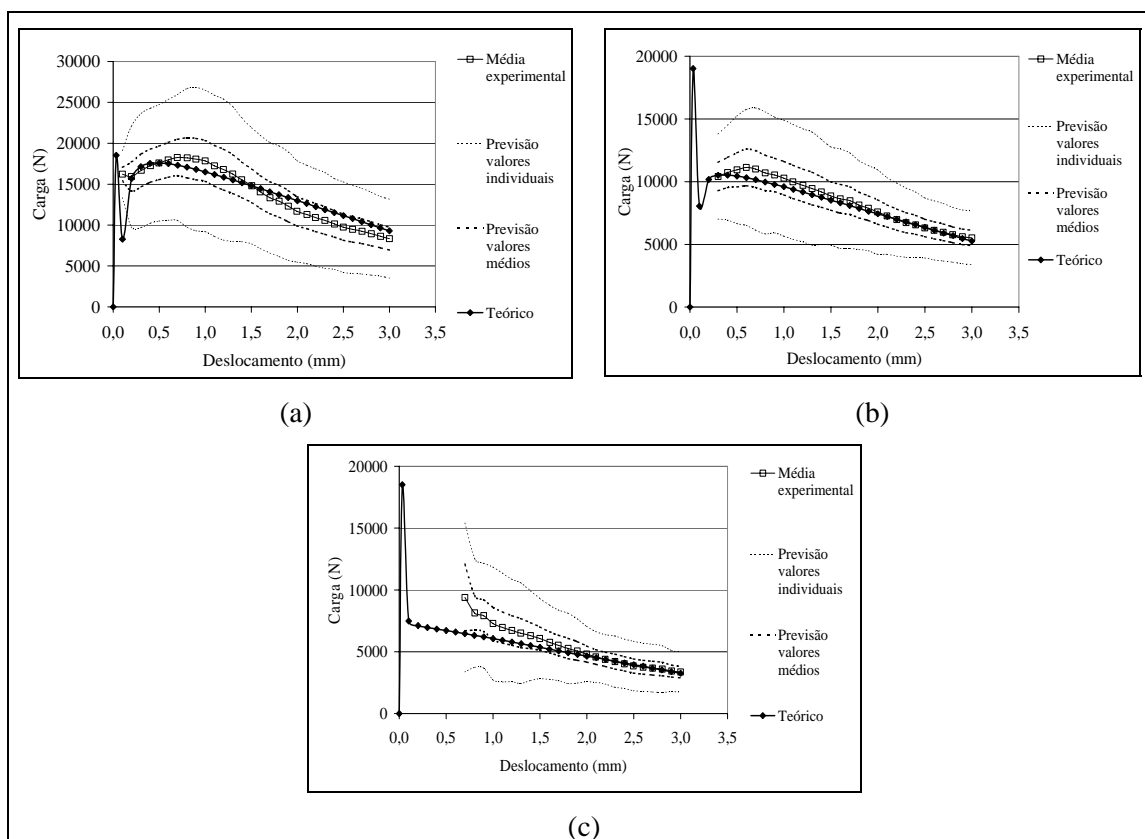 30000
25000
20000
15000
10000
5000
0
Carga (N)
0,0 0,5 1,0 1,5 2,0 2,5 3,0 3,5
Deslocamento (mm)
Média
experimental
Previsão
valores
individuais
Previsão
valores
médios
Teórico
(a)
20000
15000
10000
5000
0
Carga (N)
0,0 0,5 1,0 1,5 2,0 2,5 3,0 3,5
Deslocamento (mm)
Média
experimental
Previsão
valores
individuais
Previsão
valores
médios
Teórico
(b)
20000
15000
10000
5000
0
Carga (N)
0,0 0,5 1,0 1,5 2,0 2,5 3,0 3,5
Deslocamento (mm)
Média
experimental
Previsão
valores
individuais
Previsão
valores
médios
Teórico
(c)